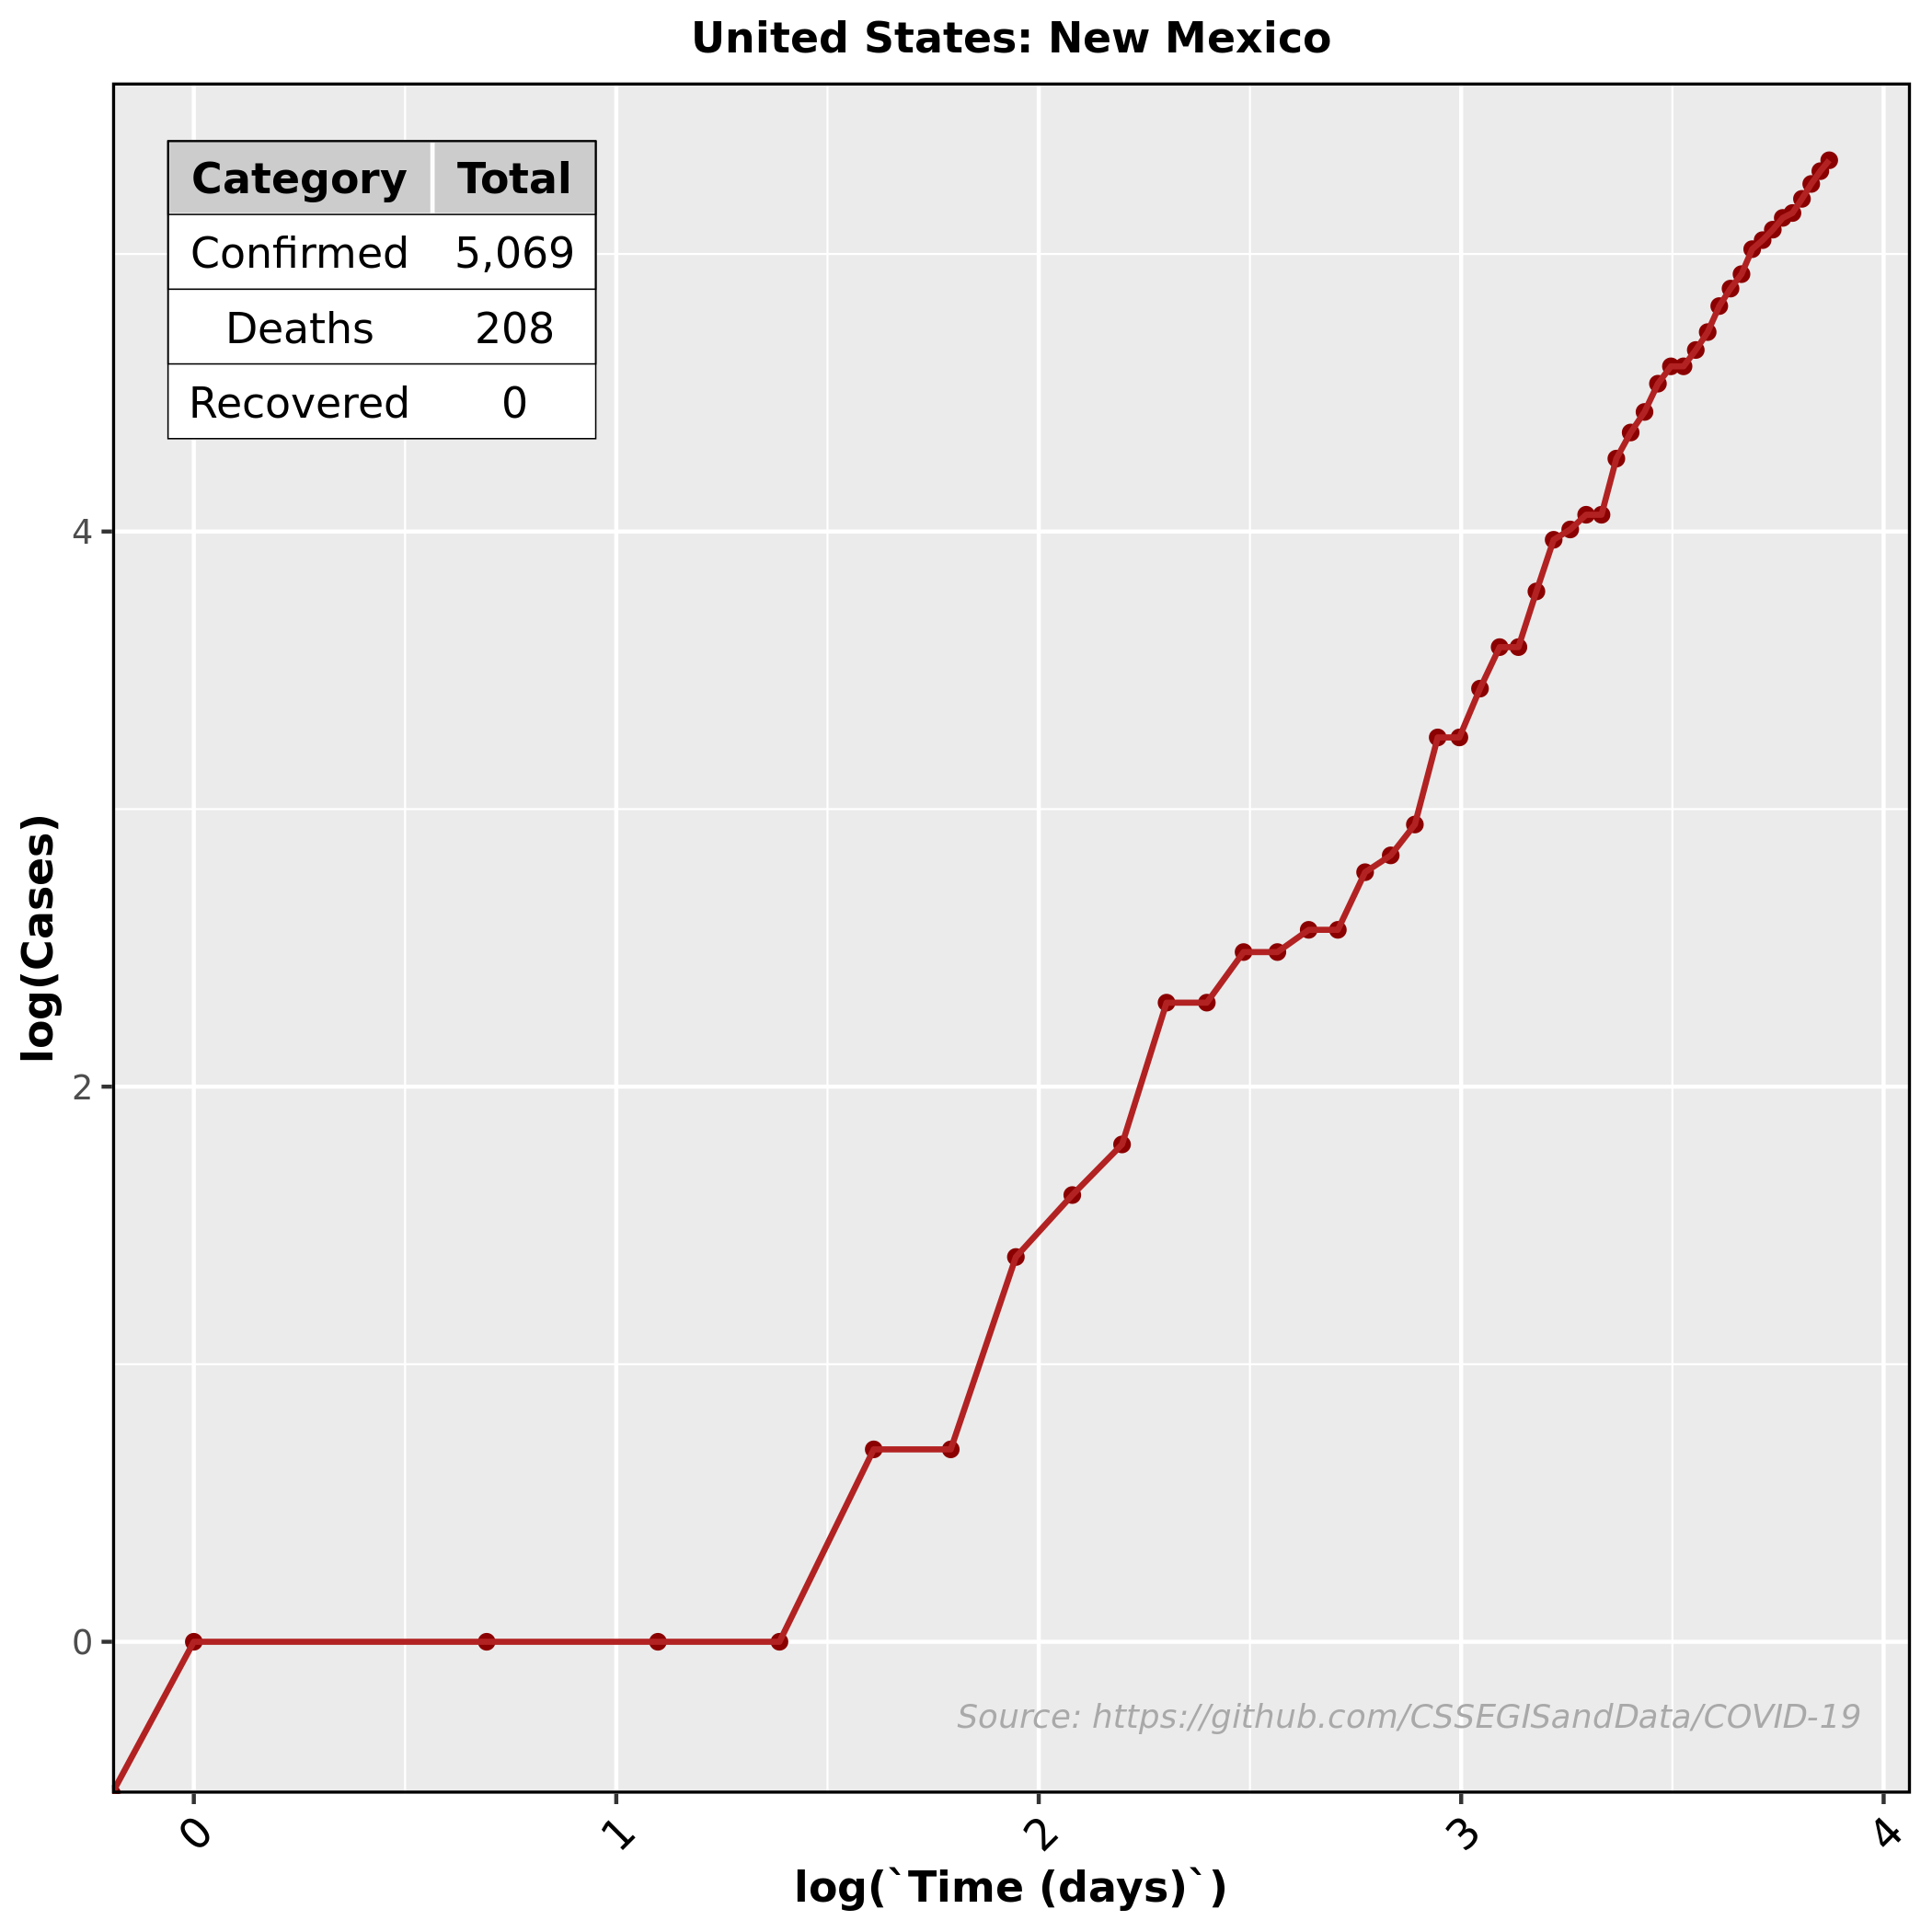 United States: New Mexico
Category Total
Confirmed 5,069
Deaths 208
Recovered 0
4
2
0
log(Cases)
Source: https://github.com/CSSEGISandData/COVID-19
0 1 2 3 4
log(`Time (days)`)